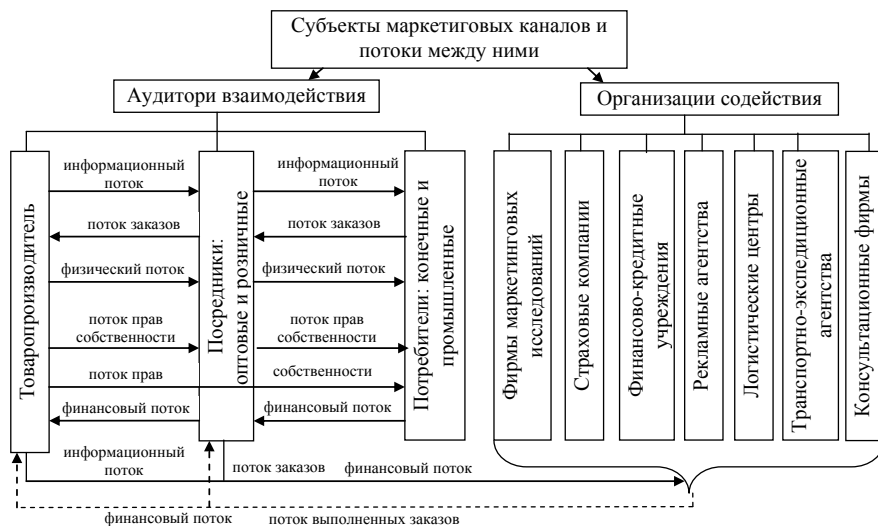 Субъекты маркетиговых каналов и
потоки между ними
Аудитори взаимодействия
Организации содействия
Товаропроизводитель
информационный
поток
поток заказов
физический поток
поток прав
собственности
поток прав
финансовый поток
Посредники:
оптовые и розничные
информационный
поток
поток заказов
физический поток
поток прав
собственности
собственности
финансовый поток
Потребители: конечные и
промышленные
Фирмы маркетинговых
исследований
Страховые компании
Финансово-кредитные
учреждения
Рекламные агентства
Логистические центры
Транспортно-экспедиционные
агентства
Консультационные фирмы
информационный
поток
поток заказов
финансовый поток
финансовый поток
поток выполненных заказов